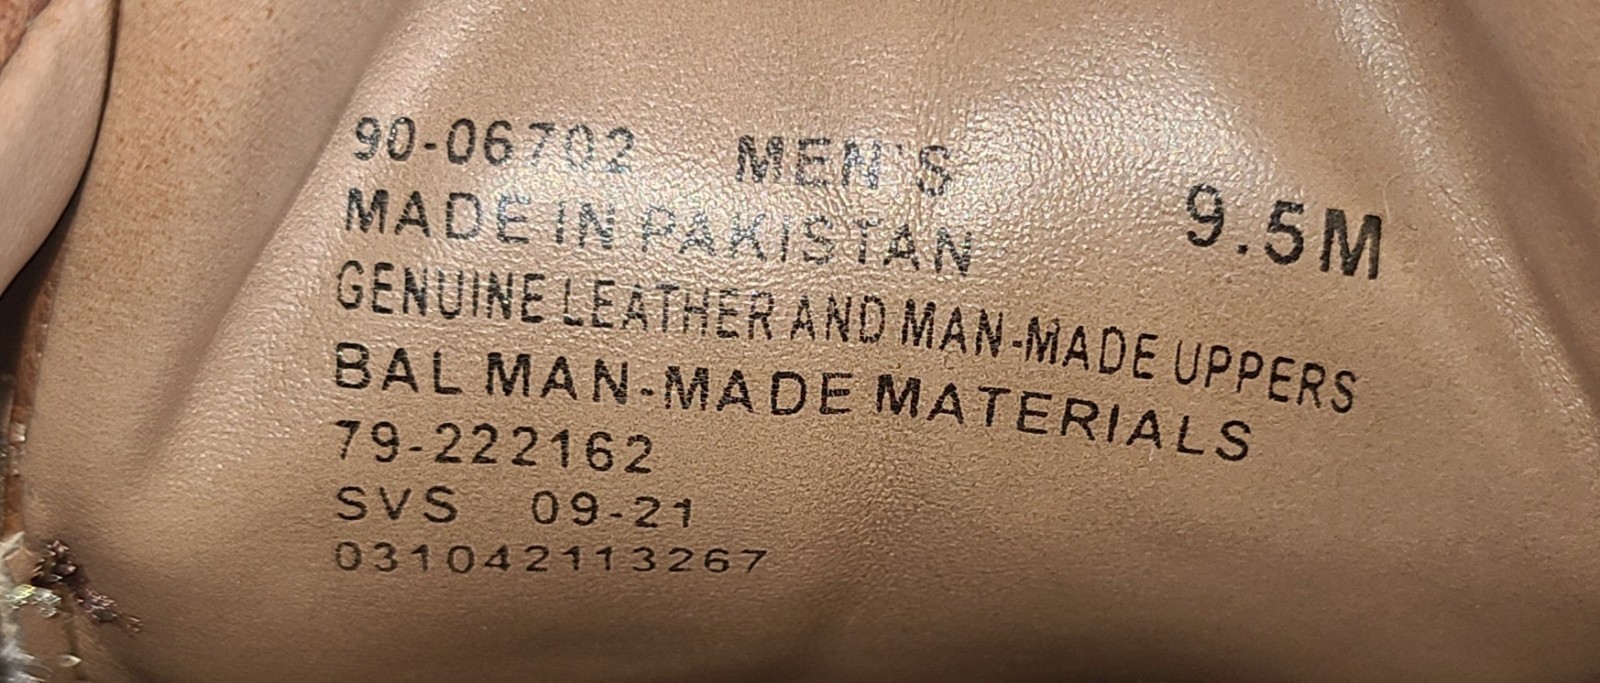 90-06702 MEN'S 9.5M
MADE IN PAKISTAN
GENUINE LEATHER AND MAN-MADE UPPERS
BAL MAN-MADE MATERIALS
79-222162
SVS 09-21
031042113267